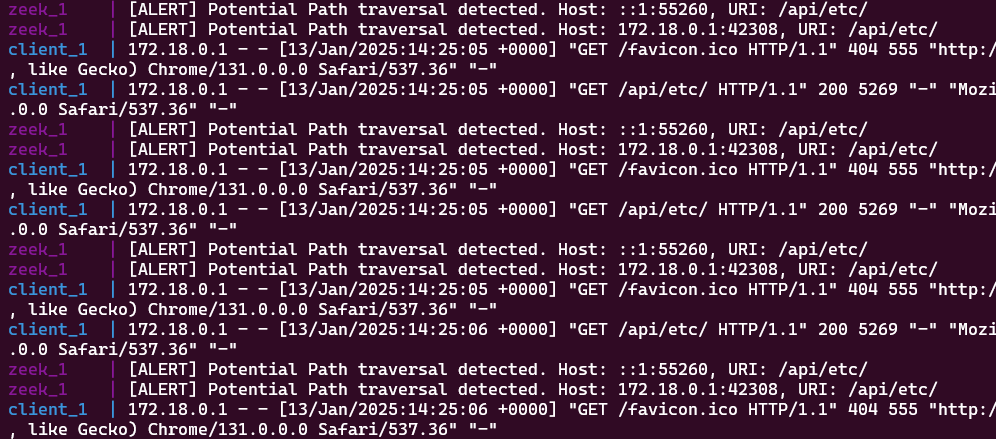 zeek_1    | [ALERT] Potential Path traversal detected. Host: ::1:55260, URI: /api/etc/
zeek_1    | [ALERT] Potential Path traversal detected. Host: 172.18.0.1:42308, URI: /api/etc/
client_1  | 172.18.0.1 - - [13/Jan/2025:14:25:05 +0000] "GET /favicon.ico HTTP/1.1" 404 555 "http:/
, like Gecko) Chrome/131.0.0.0 Safari/537.36" "-"
client_1  | 172.18.0.1 - - [13/Jan/2025:14:25:05 +0000] "GET /api/etc/ HTTP/1.1" 200 5269 "-" "Mozi
.0.0 Safari/537.36" "-"
zeek_1    | [ALERT] Potential Path traversal detected. Host: ::1:55260, URI: /api/etc/
zeek_1    | [ALERT] Potential Path traversal detected. Host: 172.18.0.1:42308, URI: /api/etc/
client_1  | 172.18.0.1 - - [13/Jan/2025:14:25:05 +0000] "GET /favicon.ico HTTP/1.1" 404 555 "http:/
, like Gecko) Chrome/131.0.0.0 Safari/537.36" "-"
client_1  | 172.18.0.1 - - [13/Jan/2025:14:25:05 +0000] "GET /api/etc/ HTTP/1.1" 200 5269 "-" "Mozi
.0.0 Safari/537.36" "-"
zeek_1    | [ALERT] Potential Path traversal detected. Host: ::1:55260, URI: /api/etc/
zeek_1    | [ALERT] Potential Path traversal detected. Host: 172.18.0.1:42308, URI: /api/etc/
client_1  | 172.18.0.1 - - [13/Jan/2025:14:25:05 +0000] "GET /favicon.ico HTTP/1.1" 404 555 "http:/
, like Gecko) Chrome/131.0.0.0 Safari/537.36" "-"
client_1  | 172.18.0.1 - - [13/Jan/2025:14:25:06 +0000] "GET /api/etc/ HTTP/1.1" 200 5269 "-" "Mozi
.0.0 Safari/537.36" "-"
zeek_1    | [ALERT] Potential Path traversal detected. Host: ::1:55260, URI: /api/etc/
zeek_1    | [ALERT] Potential Path traversal detected. Host: 172.18.0.1:42308, URI: /api/etc/
client_1  | 172.18.0.1 - - [13/Jan/2025:14:25:06 +0000] "GET /favicon.ico HTTP/1.1" 404 555 "http:/
, like Gecko) Chrome/131.0.0.0 Safari/537.36" "-"